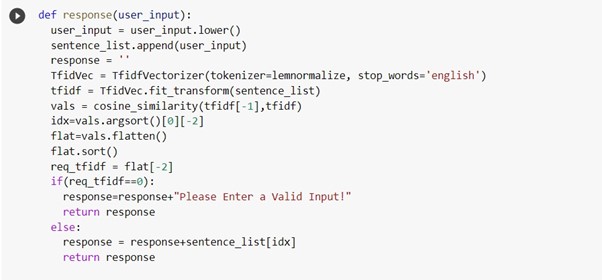 def response(user_input):
  user_input = user_input.lower()
  sentence_list.append(user_input)
  response = ''
  TfidVec = TfidfVectorizer(tokenizer=lemnormalize, stop_words='english')
  tfidf = TfidVec.fit_transform(sentence_list)
  vals = cosine_similarity(tfidf[-1],tfidf)
  idx=vals.argsort()[0][-2]
  flat=vals.flatten()
  flat.sort()
  req_tfidf = flat[-2]
  if(req_tfidf==0):
    response=response+"Please Enter a Valid Input!"
    return response
  else:
    response = response+sentence_list[idx]
    return response